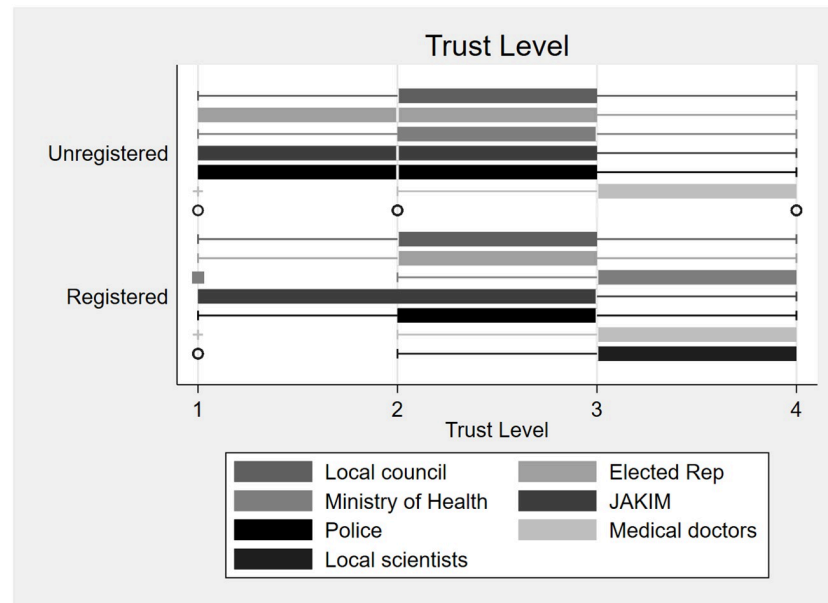 Trust Level
Unregistered
Registered
1 2 3 4
Trust Level
Local council Elected Rep
Ministry of Health JAKIM
Police Medical doctors
Local scientists